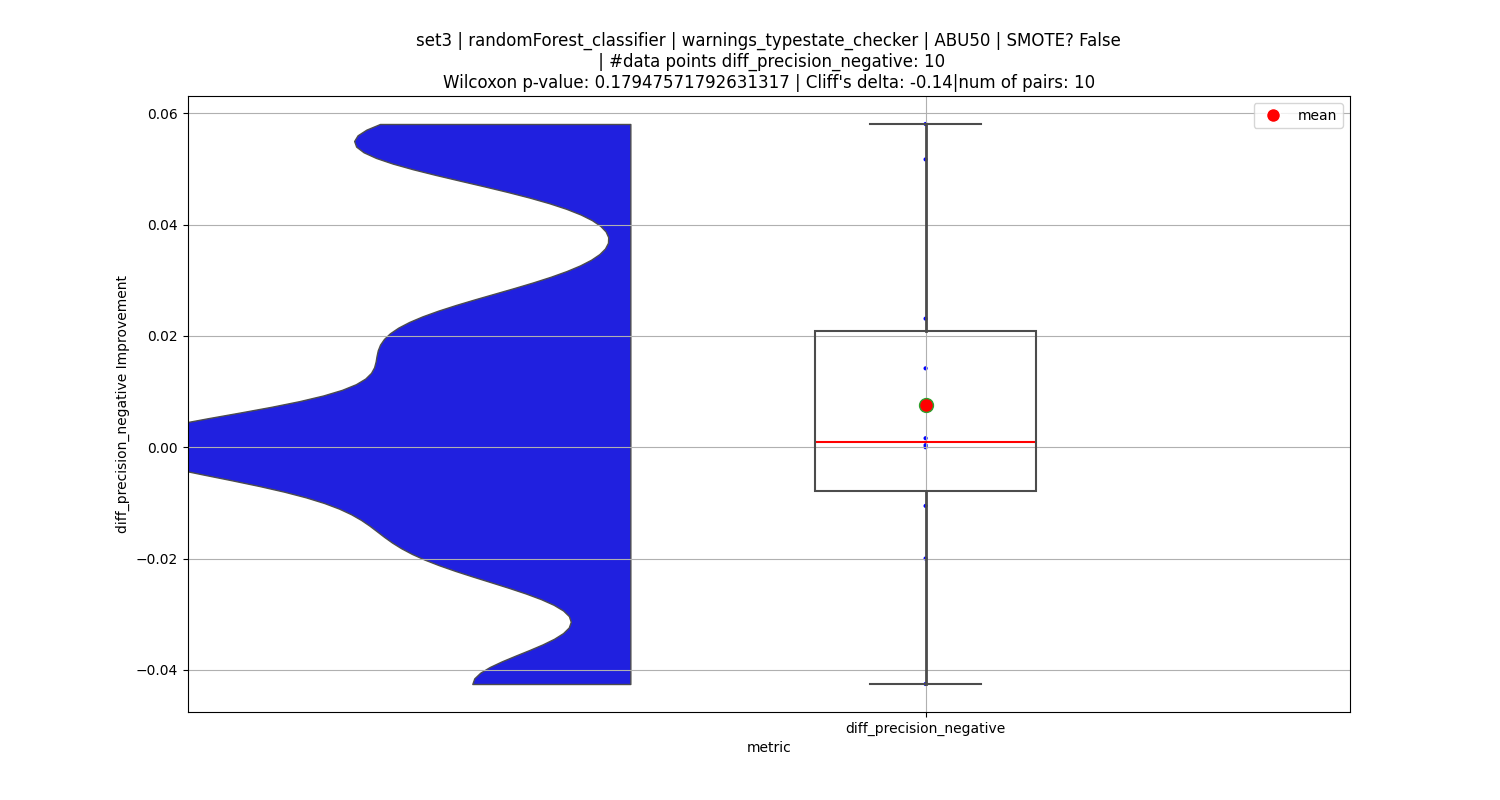 set3 | randomForest_classifier | warnings_typestate_checker | ABU50 | SMOTE? False
| #data points diff_precision_negative: 10
Wilcoxon p-value: 0.17947571792631317 | Cliff's delta: -0.14|num of pairs: 10
mean
0.06
0.04
0.02
0.00
−0.02
−0.04
diff_precision_negative Improvement
diff_precision_negative
metric